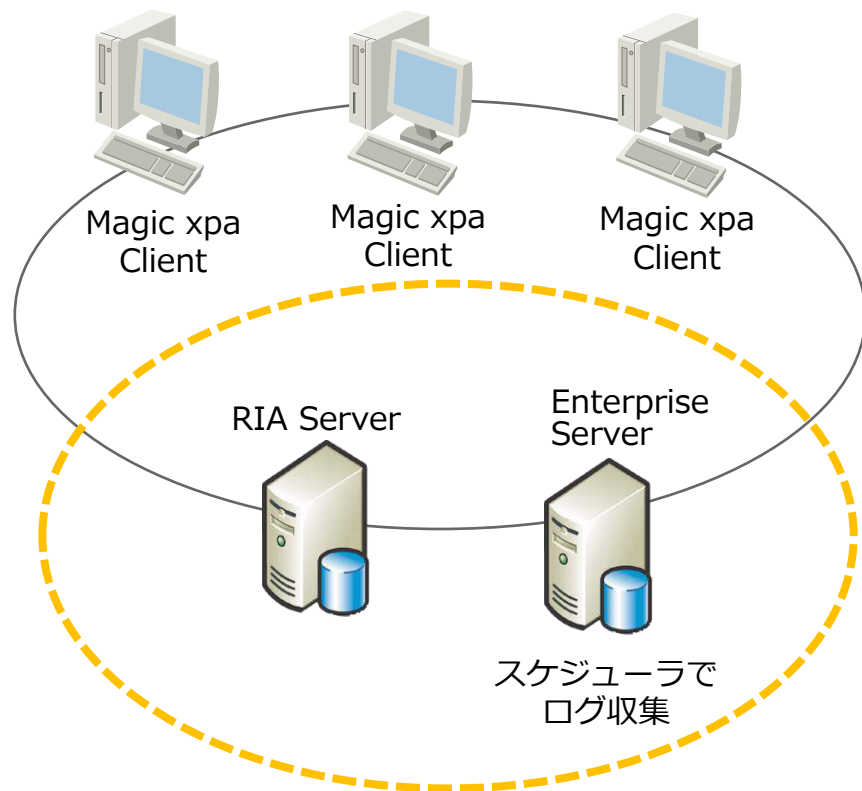 Magic xpa
Client
Magic xpa
Client
Magic xpa
Client
RIA Server
Enterprise
Server
スケジューラで
ログ収集